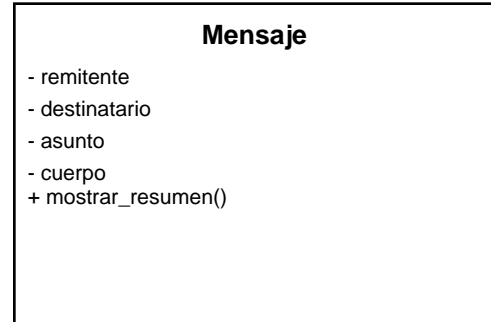 Mensaje
- remitente
- destinatario
- asunto
- cuerpo
+ mostrar_resumen()